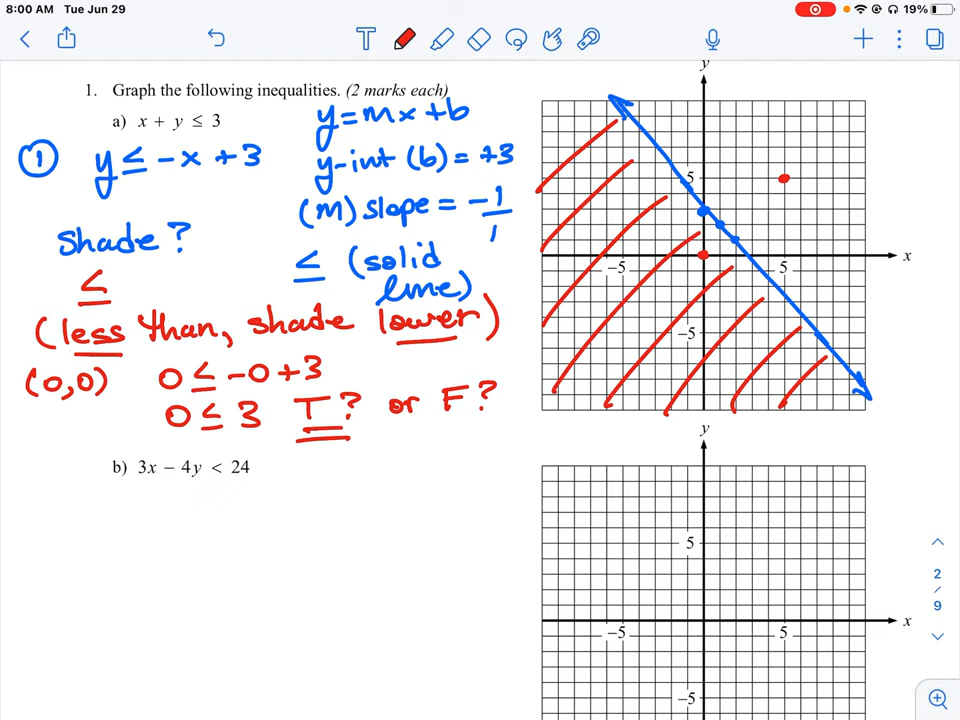 8:00 AM Tue Jun 29
19%
1. Graph the following inequalities. (2 marks each)
a) x + y ≤ 3
y = mx + b
① y ≤ -x + 3
y-int (b) = +3
(m) slope = -1/1
Shade?
≤ (solid line)
≤
(less than, shade lower)
(0,0) 0 ≤ -0 + 3
0 ≤ 3 T? or F?
b) 3x − 4y < 24
y
5
−5
5
x
−5
y
5
−5
5
x
−5
2
/
9